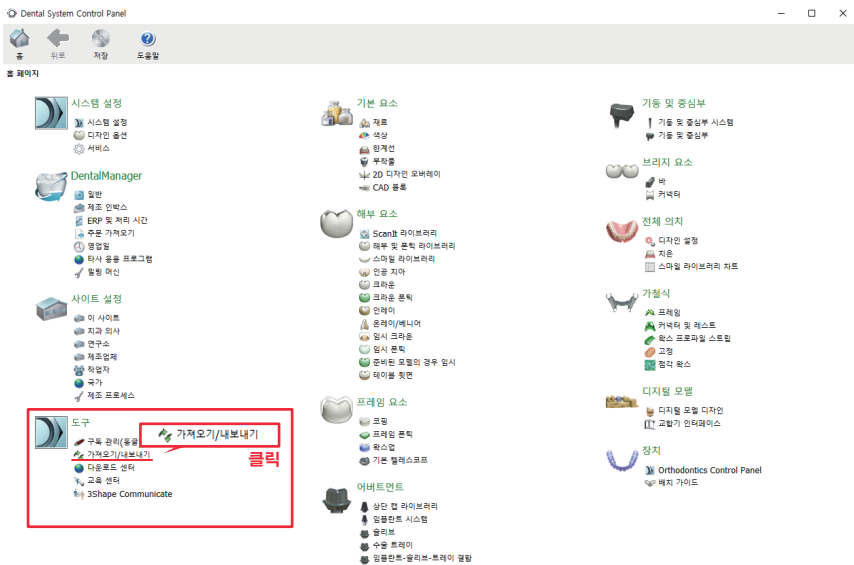 Dental System Control Panel
홈
뒤로
저장
도움말
홈 페이지
시스템 설정
시스템 설정
디자인 옵션
서비스
DentalManager
일반
제조 인박스
ERP 및 처리 시간
주문 가져오기
영업일
타사 응용 프로그램
밀링 머신
사이트 설정
이 사이트
치과 의사
연구소
제조업체
작업자
국가
제조 프로세스
도구
구독 관리(동글
가져오기/내보내기
가져오기/내보내기
클릭
다운로드 센터
교육 센터
3Shape Communicate
기본 요소
재료
색상
한계선
부착물
2D 디자인 오버레이
CAD 블록
해부 요소
ScanIt 라이브러리
해부 및 폰틱 라이브러리
스마일 라이브러리
인공 치아
크라운
크라운 폰틱
인레이
온레이/베니어
임시 크라운
임시 폰틱
준비된 모델의 경우 임시
테이블 뒷면
프레임 요소
코핑
프레임 폰틱
왁스업
기본 텔레스코프
어버트먼트
상단 캡 라이브러리
임플란트 시스템
슬리브
수술 트레이
임플란트-슬리브-트레이 결합
기둥 및 중심부
기둥 및 중심부 시스템
기둥 및 중심부
브리지 요소
바
커넥터
전체 의치
디자인 설정
치은
스마일 라이브러리 차트
가철식
프레임
커넥터 및 레스트
왁스 프로파일 스트립
고정
점각 왁스
디지털 모델
디지털 모델 디자인
교합기 인터페이스
장치
Orthodontics Control Panel
배치 가이드